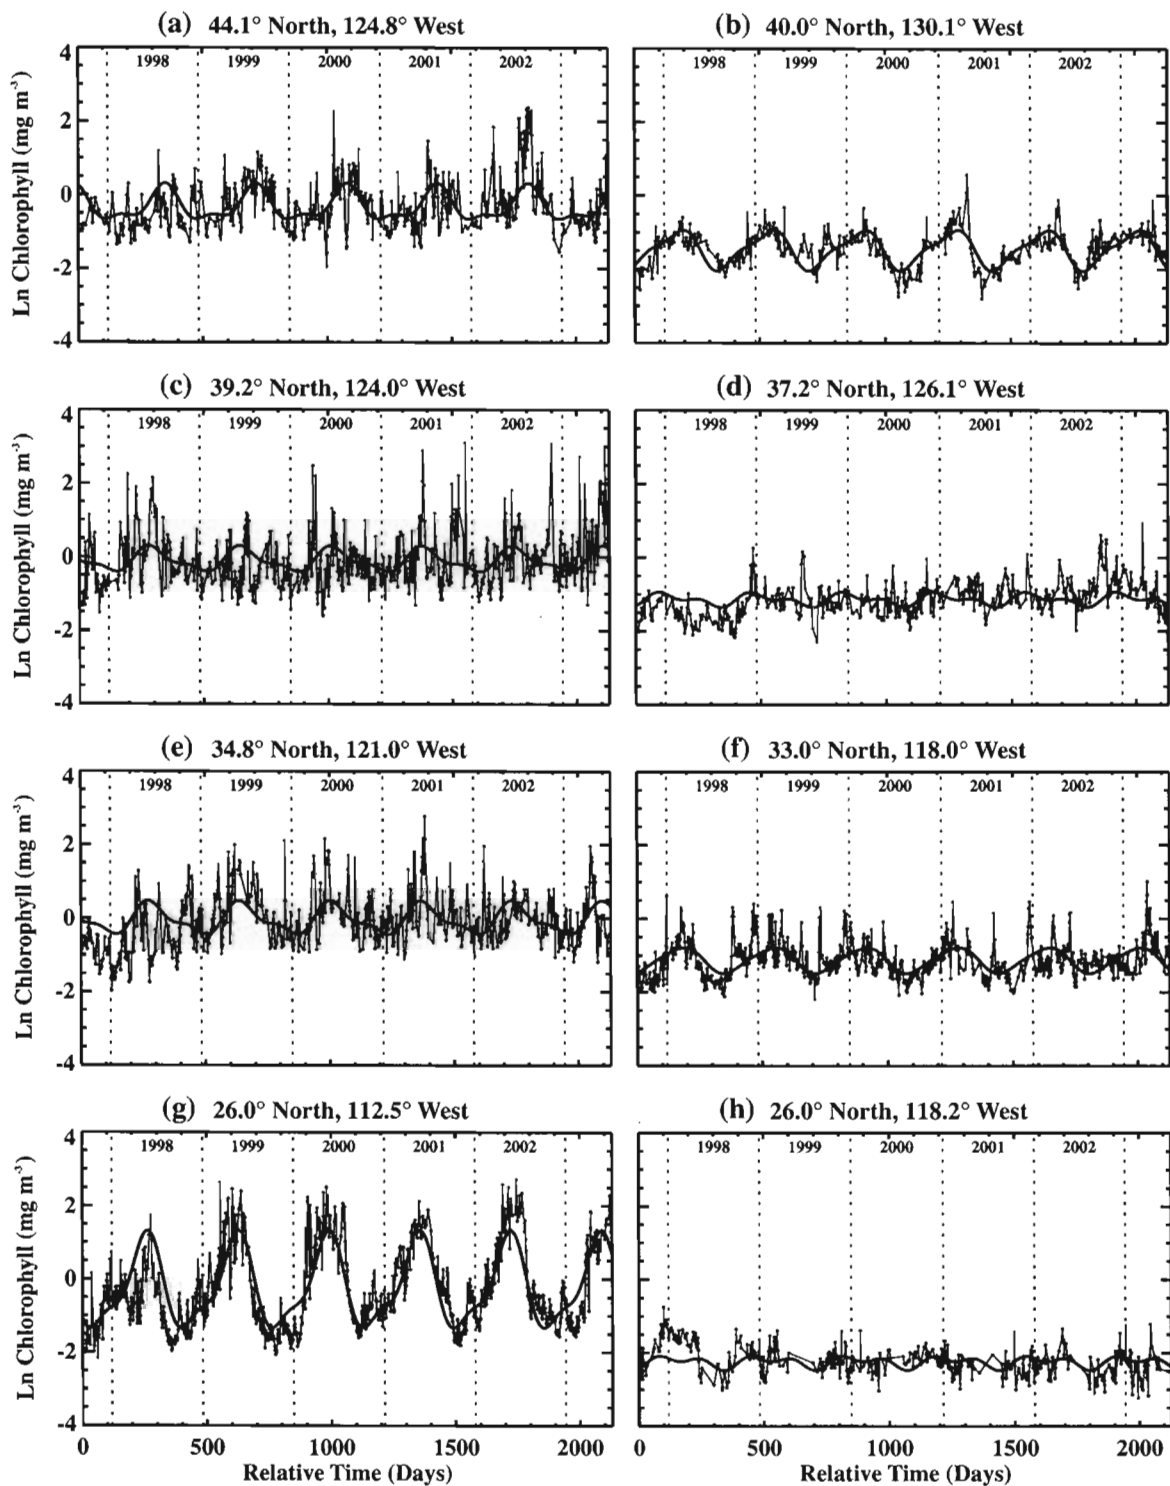 (a) 44.1° North, 124.8° West
(b) 40.0° North, 130.1° West
4
2
0
-2
-4
Ln Chlorophyll (mg m⁻³)
1998 1999 2000 2001 2002
1998 1999 2000 2001 2002
(c) 39.2° North, 124.0° West
(d) 37.2° North, 126.1° West
4
2
0
-2
-4
Ln Chlorophyll (mg m⁻³)
1998 1999 2000 2001 2002
1998 1999 2000 2001 2002
(e) 34.8° North, 121.0° West
(f) 33.0° North, 118.0° West
4
2
0
-2
-4
Ln Chlorophyll (mg m⁻³)
1998 1999 2000 2001 2002
1998 1999 2000 2001 2002
(g) 26.0° North, 112.5° West
(h) 26.0° North, 118.2° West
4
2
0
-2
-4
Ln Chlorophyll (mg m⁻³)
1998 1999 2000 2001 2002
1998 1999 2000 2001 2002
0 500 1000 1500 2000
0 500 1000 1500 2000
Relative Time (Days)
Relative Time (Days)